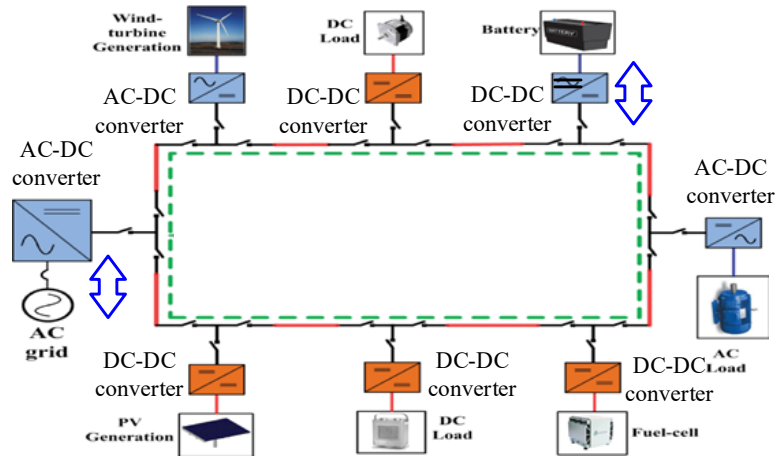 Wind-
turbine
Generation
DC
Load
Battery
BATTERY
AC-DC
converter
DC-DC
converter
DC-DC
converter
AC-DC
converter
AC-DC
converter
AC
grid
AC
Load
DC-DC
converter
DC-DC
converter
DC-DC
converter
PV
Generation
DC
Load
Fuel-cell